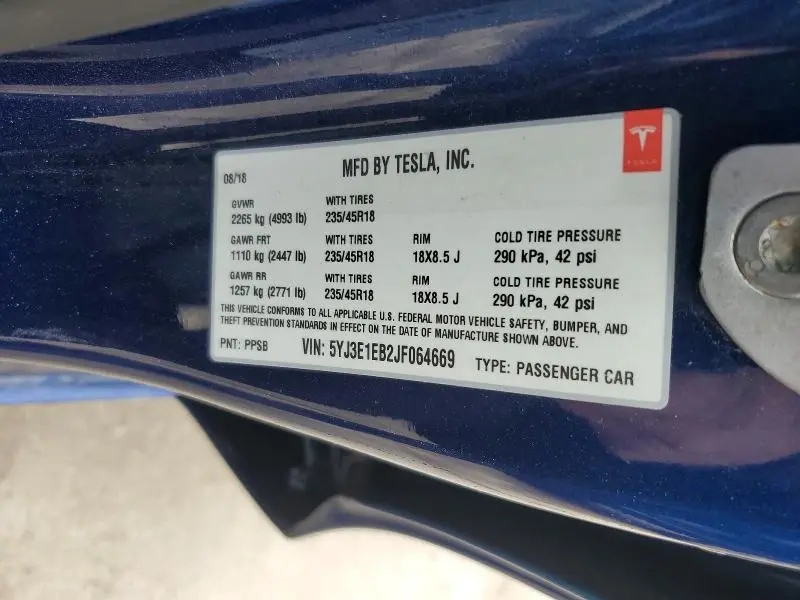 TESLA
08/18
MFD BY TESLA, INC.
GVWR WITH TIRES
2265 kg (4993 lb) 235/45R18
GAWR FRT WITH TIRES RIM COLD TIRE PRESSURE
1110 kg (2447 lb) 235/45R18 18X8.5 J 290 kPa, 42 psi
GAWR RR WITH TIRES RIM COLD TIRE PRESSURE
1257 kg (2771 lb) 235/45R18 18X8.5 J 290 kPa, 42 psi
THIS VEHICLE CONFORMS TO ALL APPLICABLE U.S. FEDERAL MOTOR VEHICLE SAFETY, BUMPER, AND
THEFT PREVENTION STANDARDS IN EFFECT ON THE DATE OF MANUFACTURE SHOWN ABOVE.
PNT: PPSB VIN: 5YJ3E1EB2JF064669 TYPE: PASSENGER CAR